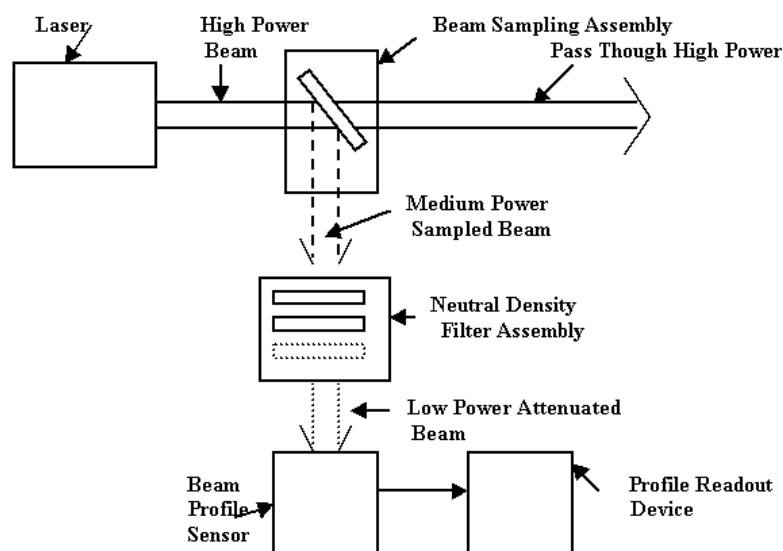 Laser
High Power
Beam
Beam Sampling Assembly
Pass Though High Power
Medium Power
Sampled Beam
Neutral Density
Filter Assembly
Low Power Attenuated
Beam
Beam
Profile
Sensor
Profile Readout
Device